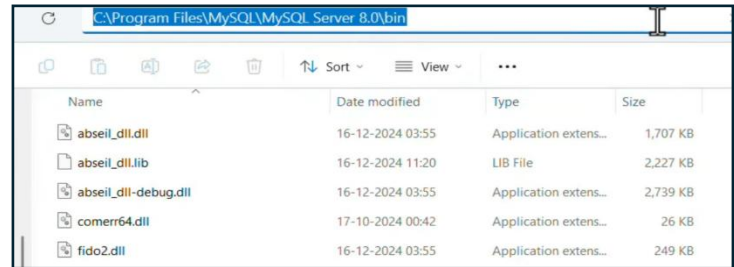 C:\Program Files\MySQL\MySQL Server 8.0\bin
Sort View ...
Name Date modified Type Size
abseil_dll.dll 16-12-2024 03:55 Application extens... 1,707 KB
abseil_dll.lib 16-12-2024 11:20 LIB File 2,227 KB
abseil_dll-debug.dll 16-12-2024 03:55 Application extens... 2,739 KB
comerr64.dll 17-10-2024 00:42 Application extens... 26 KB
fido2.dll 16-12-2024 03:55 Application extens... 249 KB